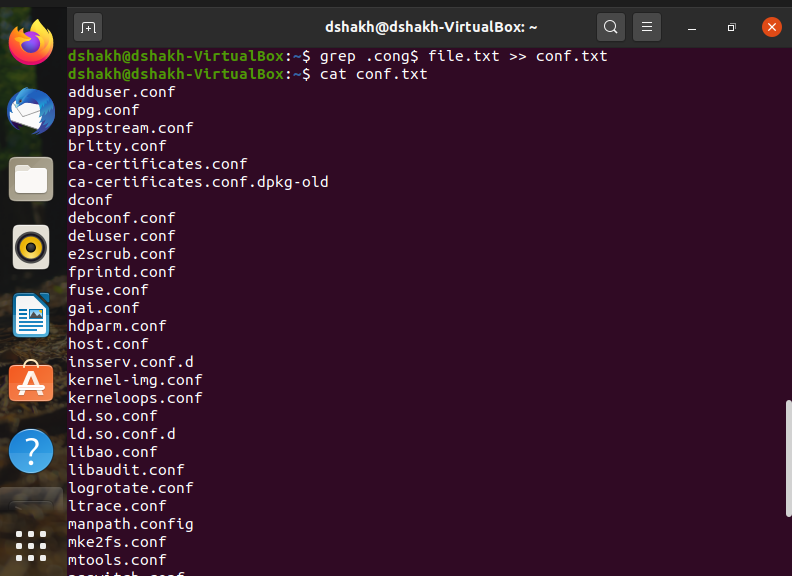 dshakh@dshakh-VirtualBox: ~
dshakh@dshakh-VirtualBox:~$ grep .cong$ file.txt >> conf.txt
dshakh@dshakh-VirtualBox:~$ cat conf.txt
adduser.conf
apg.conf
appstream.conf
brltty.conf
ca-certificates.conf
ca-certificates.conf.dpkg-old
dconf
debconf.conf
deluser.conf
e2scrub.conf
fprintd.conf
fuse.conf
gai.conf
hdparm.conf
host.conf
insserv.conf.d
kernel-img.conf
kerneloops.conf
ld.so.conf
ld.so.conf.d
libao.conf
libaudit.conf
logrotate.conf
ltrace.conf
manpath.config
mke2fs.conf
mtools.conf